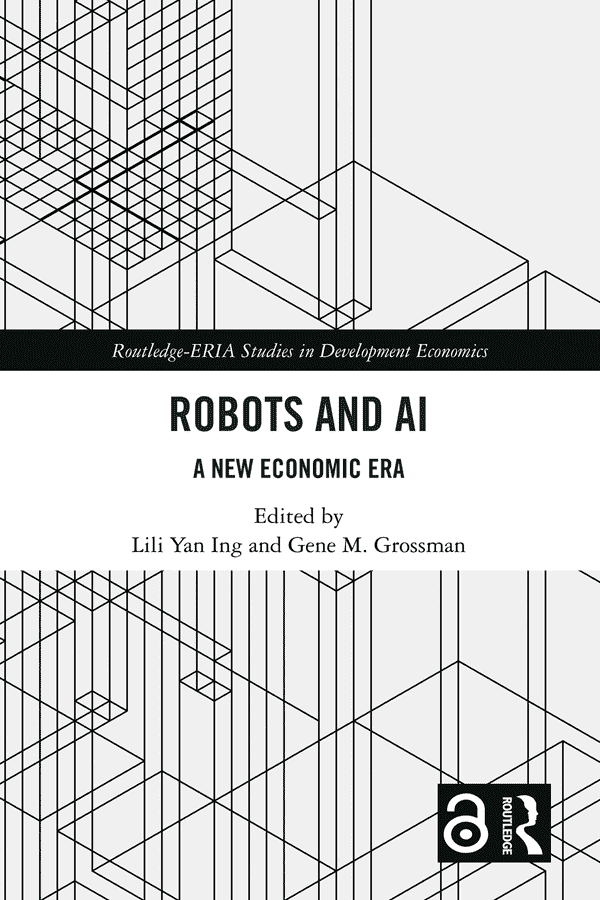 Routledge-ERIA Studies in Development Economics
ROBOTS AND AI
A NEW ECONOMIC ERA
Edited by
Lili Yan Ing and Gene M. Grossman
ROUTLEDGE